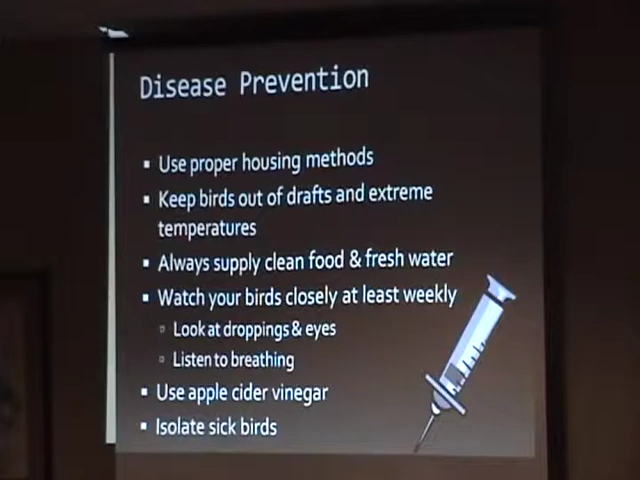 Disease Prevention
▪ Use proper housing methods
▪ Keep birds out of drafts and extreme
temperatures
▪ Always supply clean food & fresh water
▪ Watch your birds closely at least weekly
▫ Look at droppings & eyes
▫ Listen to breathing
▪ Use apple cider vinegar
▪ Isolate sick birds